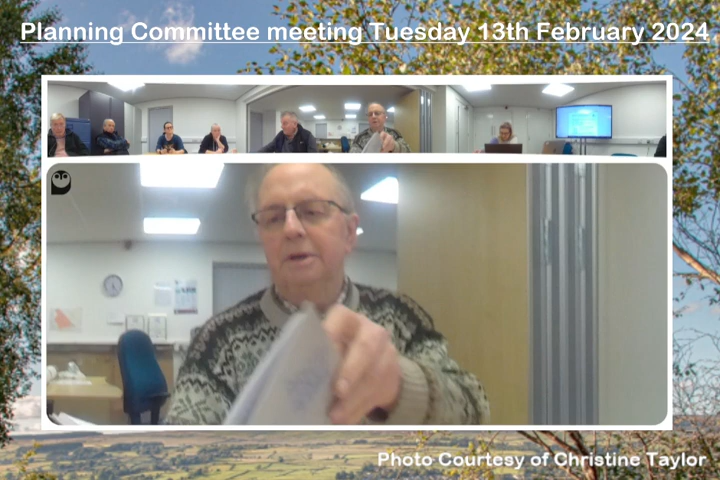 Planning Committee meeting Tuesday 13th February 2024
Photo Courtesy of Christine Taylor